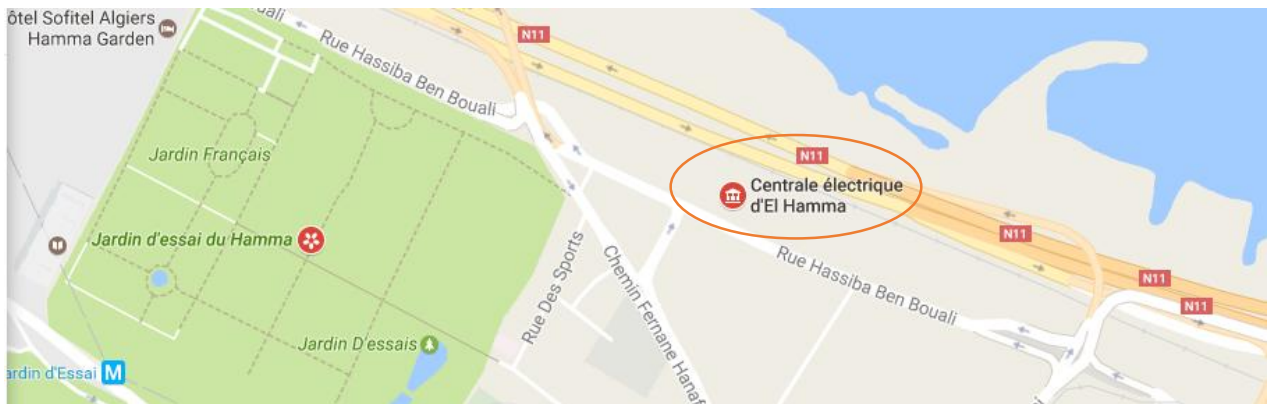 ôtel Sofitel Algiers
Hamma Garden
N11
Rue Hassiba Ben Bouali
Jardin Français
N11
Centrale électrique
d'El Hamma
Jardin d'essai du Hamma
N11
Rue Des Sports
Chemin Fernane Hanaf
Rue Hassiba Ben Bouali
N11
N11
Jardin D'essais
ardin d'Essai M